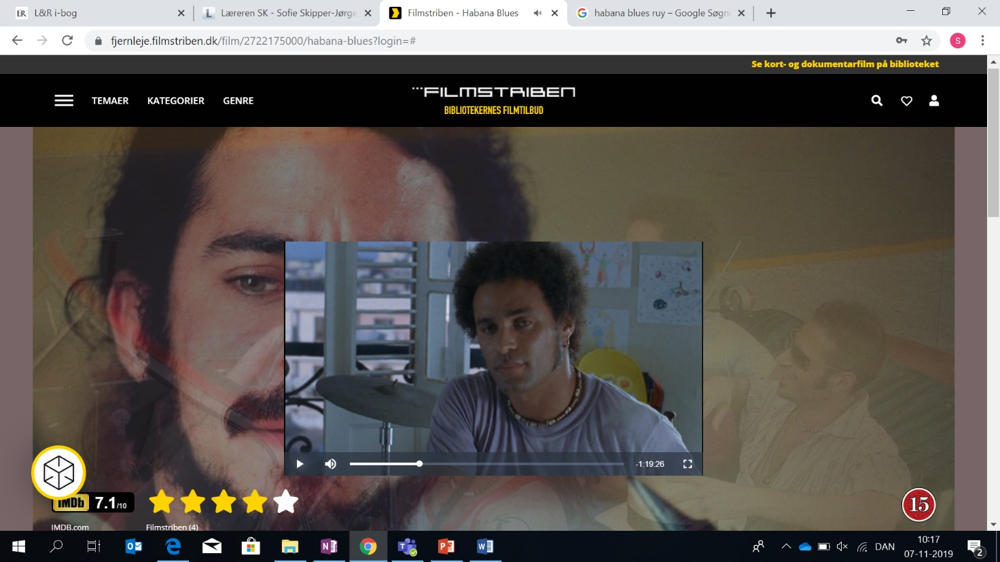 L&R i-bog
Læreren SK - Sofie Skipper-Jørge
Filmstriben - Habana Blues
habana blues ruy – Google Søgni
fjernleje.filmstriben.dk/film/2722175000/habana-blues?login=#
S
Se kort- og dokumentarfilm på biblioteket
TEMAER
KATEGORIER
GENRE
FILMSTRIBEN
BIBLIOTEKERNES FILMTILBUD
-1:19:26
IMDb 7.1/10
15
IMDB.com
Filmstriben (4)
DAN
10:17
07-11-2019
2